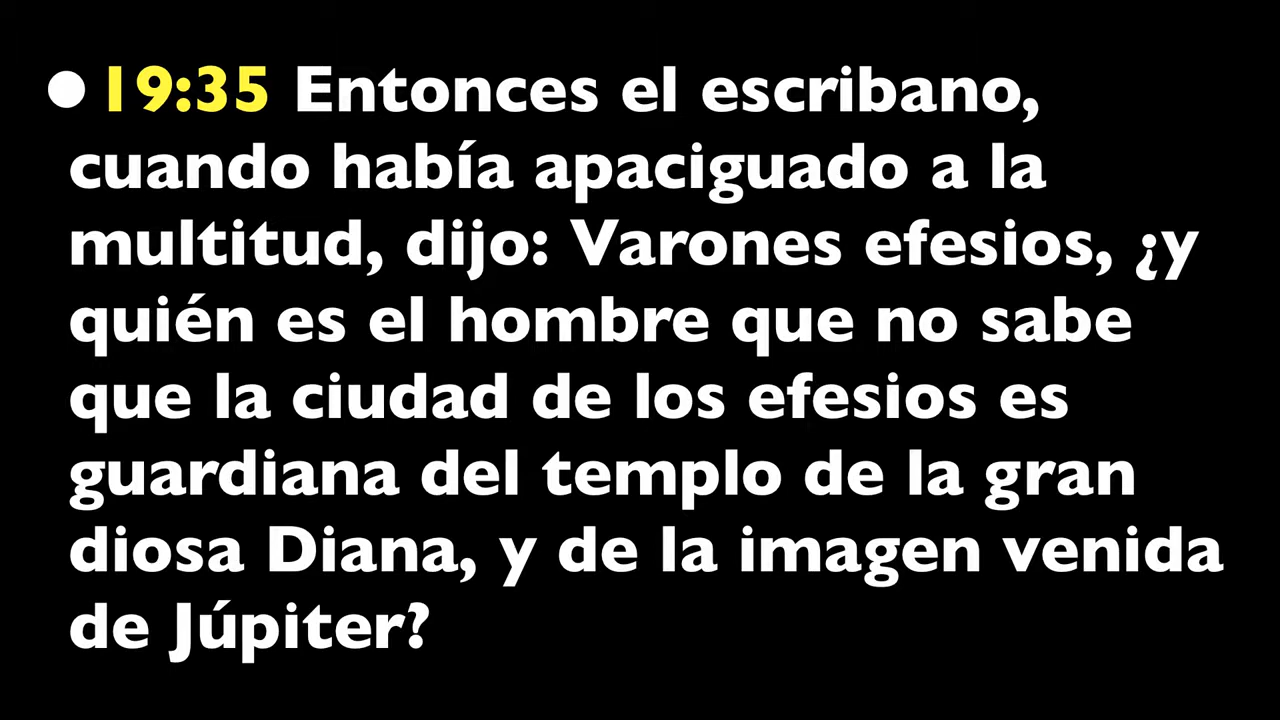 ●19:35 Entonces el escribano,
cuando había apaciguado a la
multitud, dijo: Varones efesios, ¿y
quién es el hombre que no sabe
que la ciudad de los efesios es
guardiana del templo de la gran
diosa Diana, y de la imagen venida
de Júpiter?